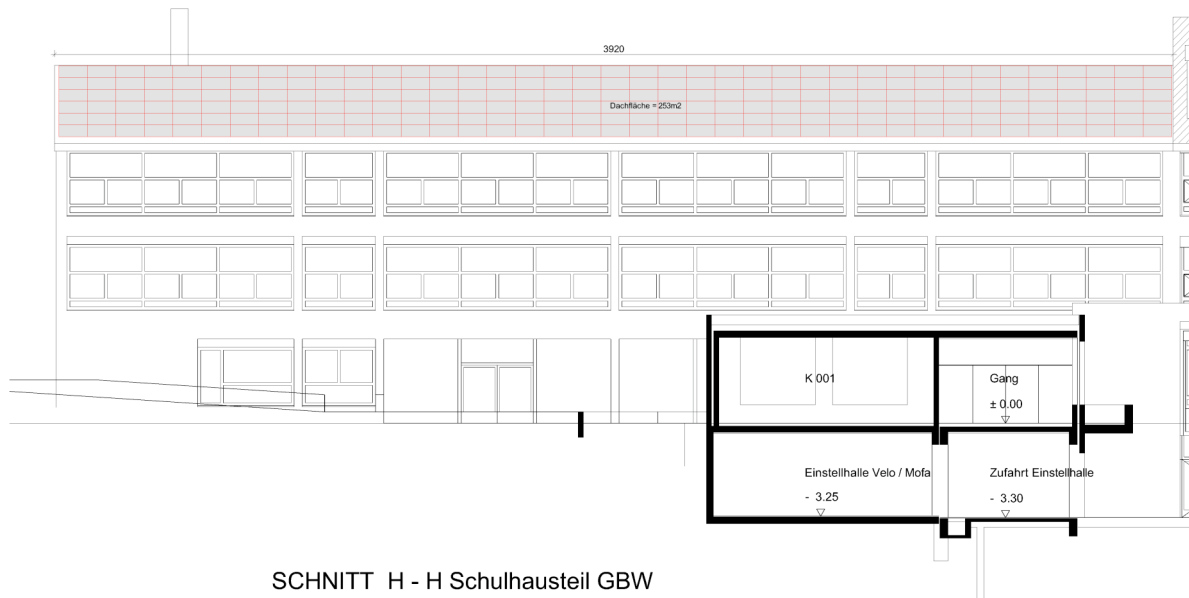 3920
Dachfläche = 253m2
K 001
Gang
± 0.00
Einstellhalle Velo / Mofa
Zufahrt Einstellhalle
- 3.25
- 3.30
SCHNITT H - H Schulhausteil GBW